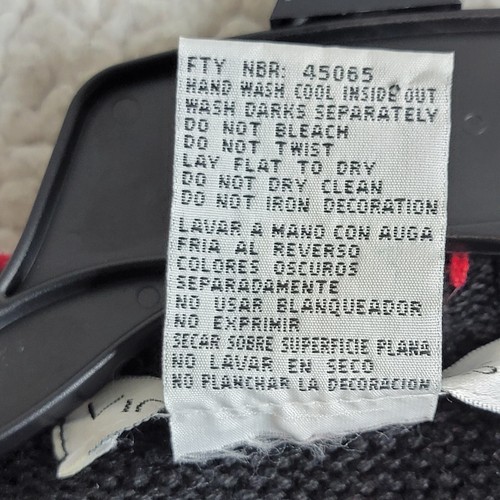 FTY NBR: 45065
HAND WASH COOL INSIDE OUT
WASH DARKS SEPARATELY
DO NOT BLEACH
DO NOT TWIST
LAY FLAT TO DRY
DO NOT DRY CLEAN
DO NOT IRON DECORATION
LAVAR A MANO CON AUGA
FRIA AL REVERSO
COLORES OSCUROS
SEPARADAMENTE
NO USAR BLANQUEADOR
NO EXPRIMIR
SECAR SOBRE SUPERFICIE PLANA
NO LAVAR EN SECO
NO PLANCHAR LA DECORACION